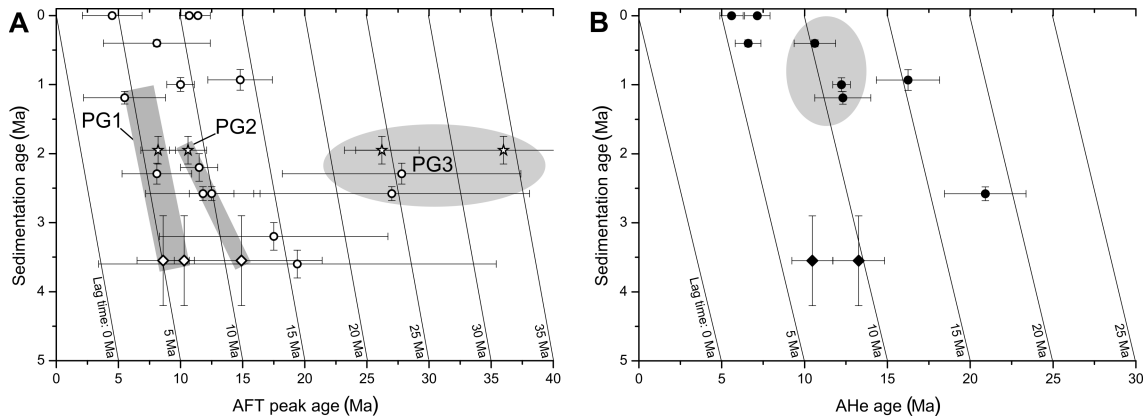 A
Sedimentation age (Ma)
0
1
2
3
4
5
PG1
PG2
PG3
Lag time: 0 Ma
5 Ma
10 Ma
15 Ma
20 Ma
25 Ma
30 Ma
35 Ma
0 5 10 15 20 25 30 35 40
AFT peak age (Ma)
B
Sedimentation age (Ma)
0
1
2
3
4
5
Lag time: 0 Ma
5 Ma
10 Ma
15 Ma
20 Ma
25 Ma
0 5 10 15 20 25 30
AHe age (Ma)